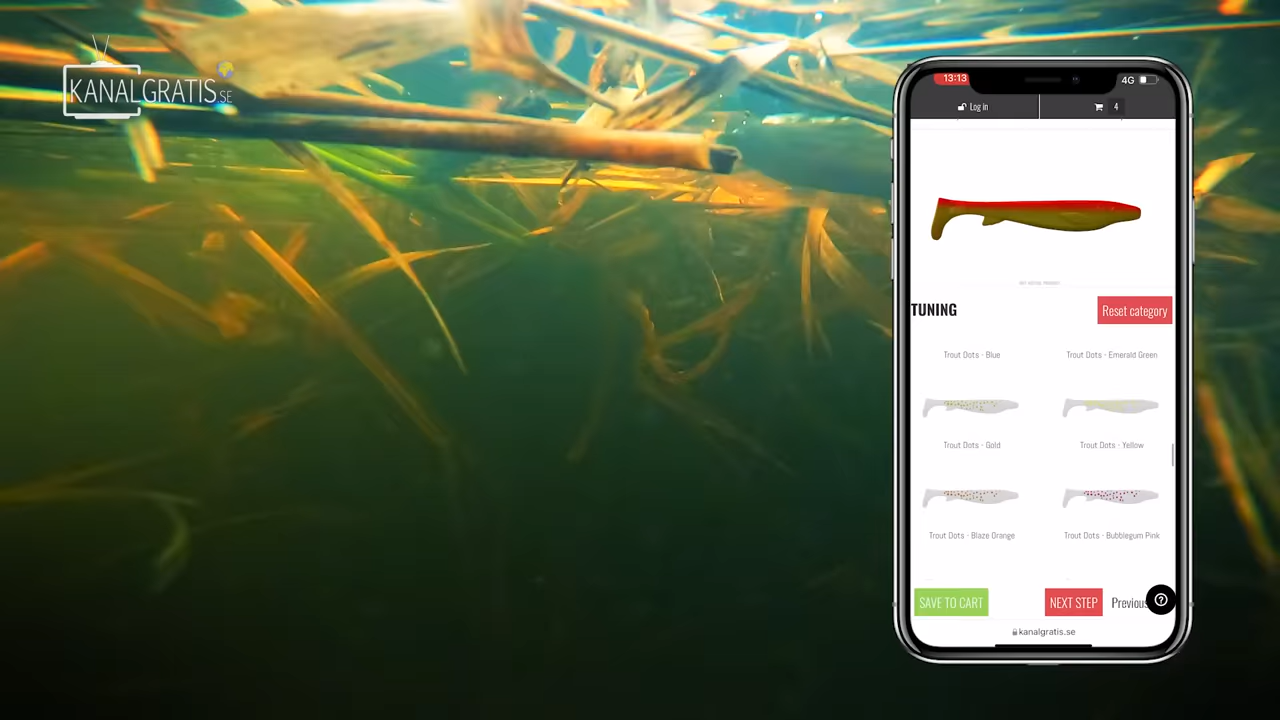 KANALGRATIS.SE
13:13
4G
Log in
4
TUNING
Reset category
Trout Dots - Blue
Trout Dots - Emerald Green
Trout Dots - Gold
Trout Dots - Yellow
Trout Dots - Blaze Orange
Trout Dots - Bubblegum Pink
SAVE TO CART
NEXT STEP
Previous
kanalgratis.se